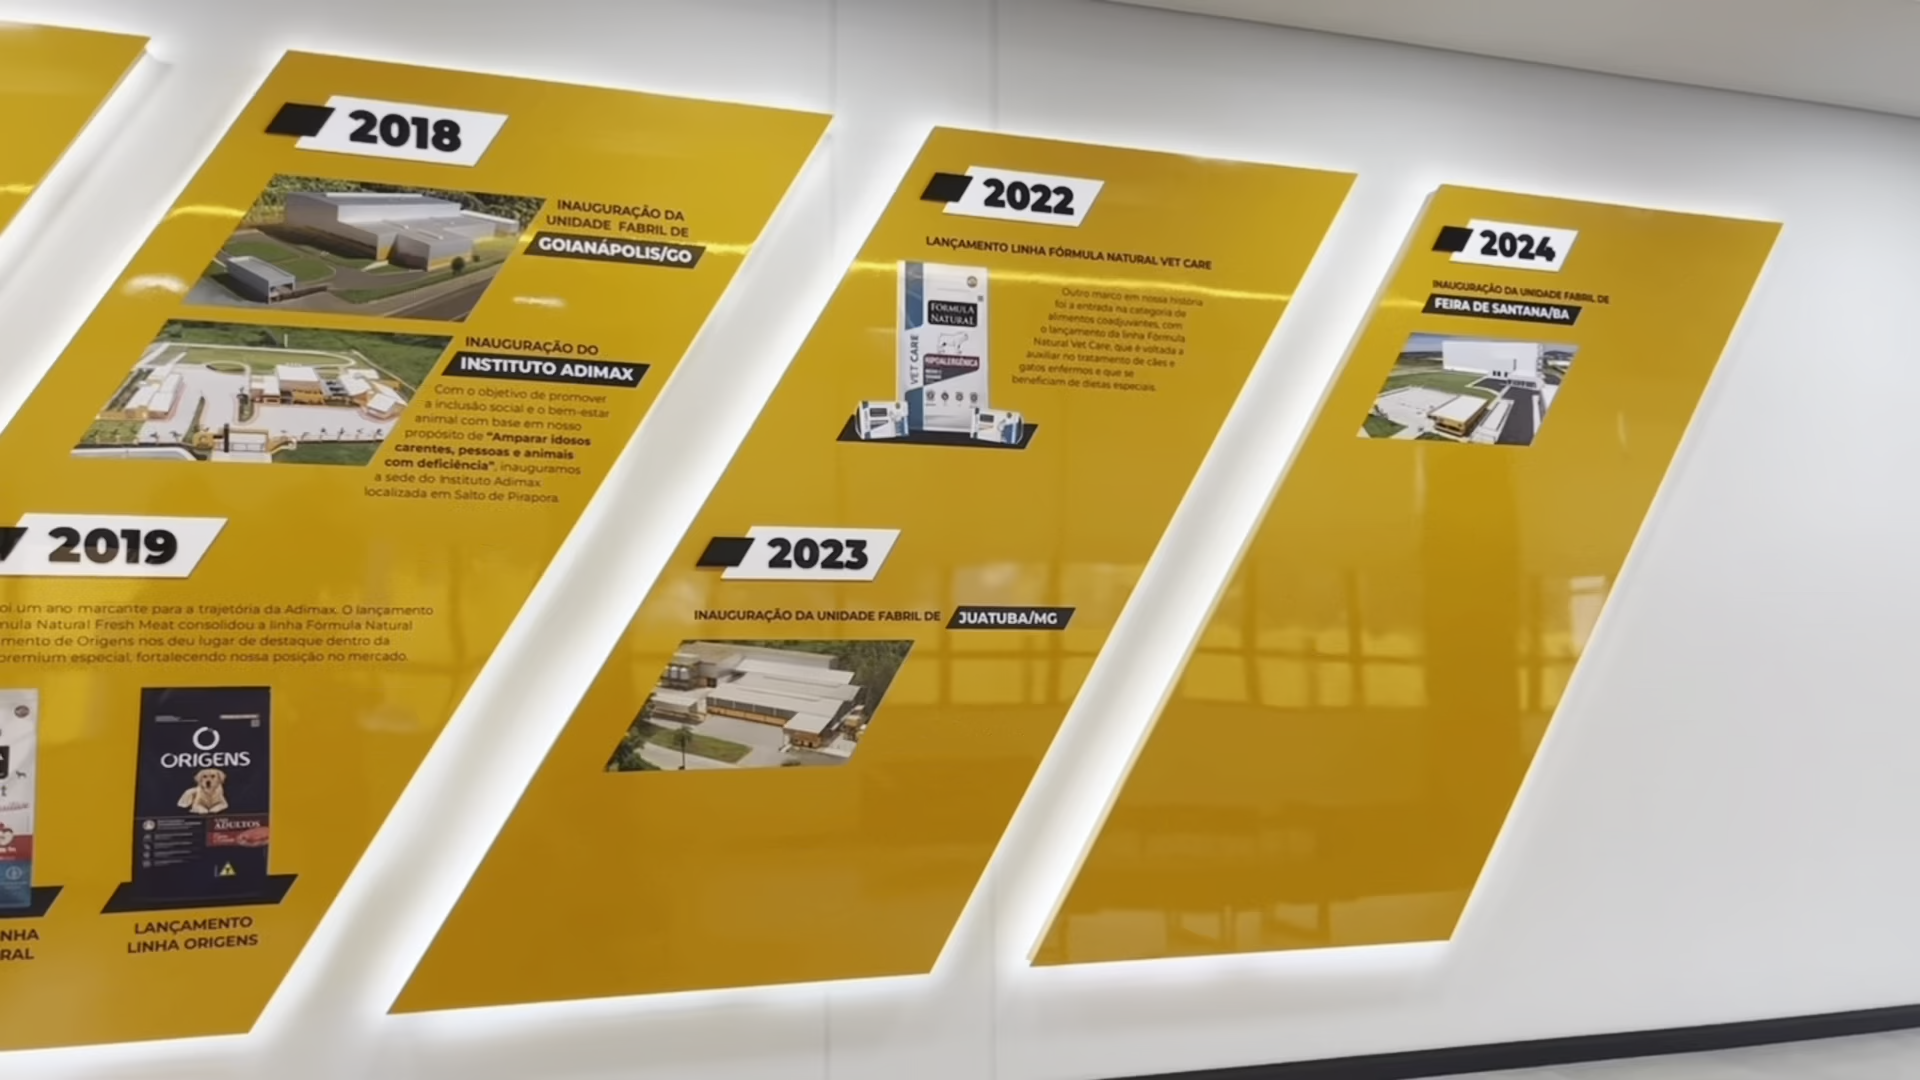 2018
INAUGURAÇÃO DA
UNIDADE FABRIL DE
GOIANÁPOLIS/GO
INAUGURAÇÃO DO
INSTITUTO ADIMAX
Com o objetivo de promover
a inclusão social e o bem-estar
animal com base em nosso
propósito de "Amparar idosos
carentes, pessoas e animais
com deficiência", inauguramos
a sede do Instituto Adimax
localizada em Salto de Pirapora.
2019
oi um ano marcante para a trajetória da Adimax. O lançamento
mula Natural Fresh Meat consolidou a linha Fórmula Natural
mento de Origens nos deu lugar de destaque dentro da
premium especial, fortalecendo nossa posição no mercado.
ORIGENS
ADULTOS
NHA
RAL
LANÇAMENTO
LINHA ORIGENS
2022
LANÇAMENTO LINHA FÓRMULA NATURAL VET CARE
FÓRMULA
NATURAL
VET CARE
HIPOALERGÊNICA
Outro marco em nossa história
foi a entrada na categoria de
alimentos coadjuvantes, com
o lançamento da linha Fórmula
Natural Vet Care, que é voltada a
auxiliar no tratamento de cães e
gatos enfermos e que se
beneficiam de dietas especiais.
2023
INAUGURAÇÃO DA UNIDADE FABRIL DE JUATUBA/MG
2024
INAUGURAÇÃO DA UNIDADE FABRIL DE
FEIRA DE SANTANA/BA